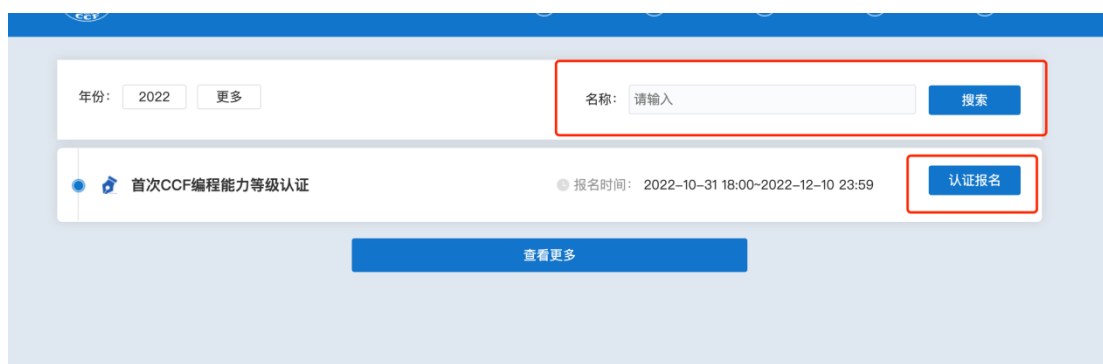 CCF
年份： 2022 更多 名称： 请输入 搜索
首次CCF编程能力等级认证 报名时间： 2022-10-31 18:00~2022-12-10 23:59 认证报名
查看更多